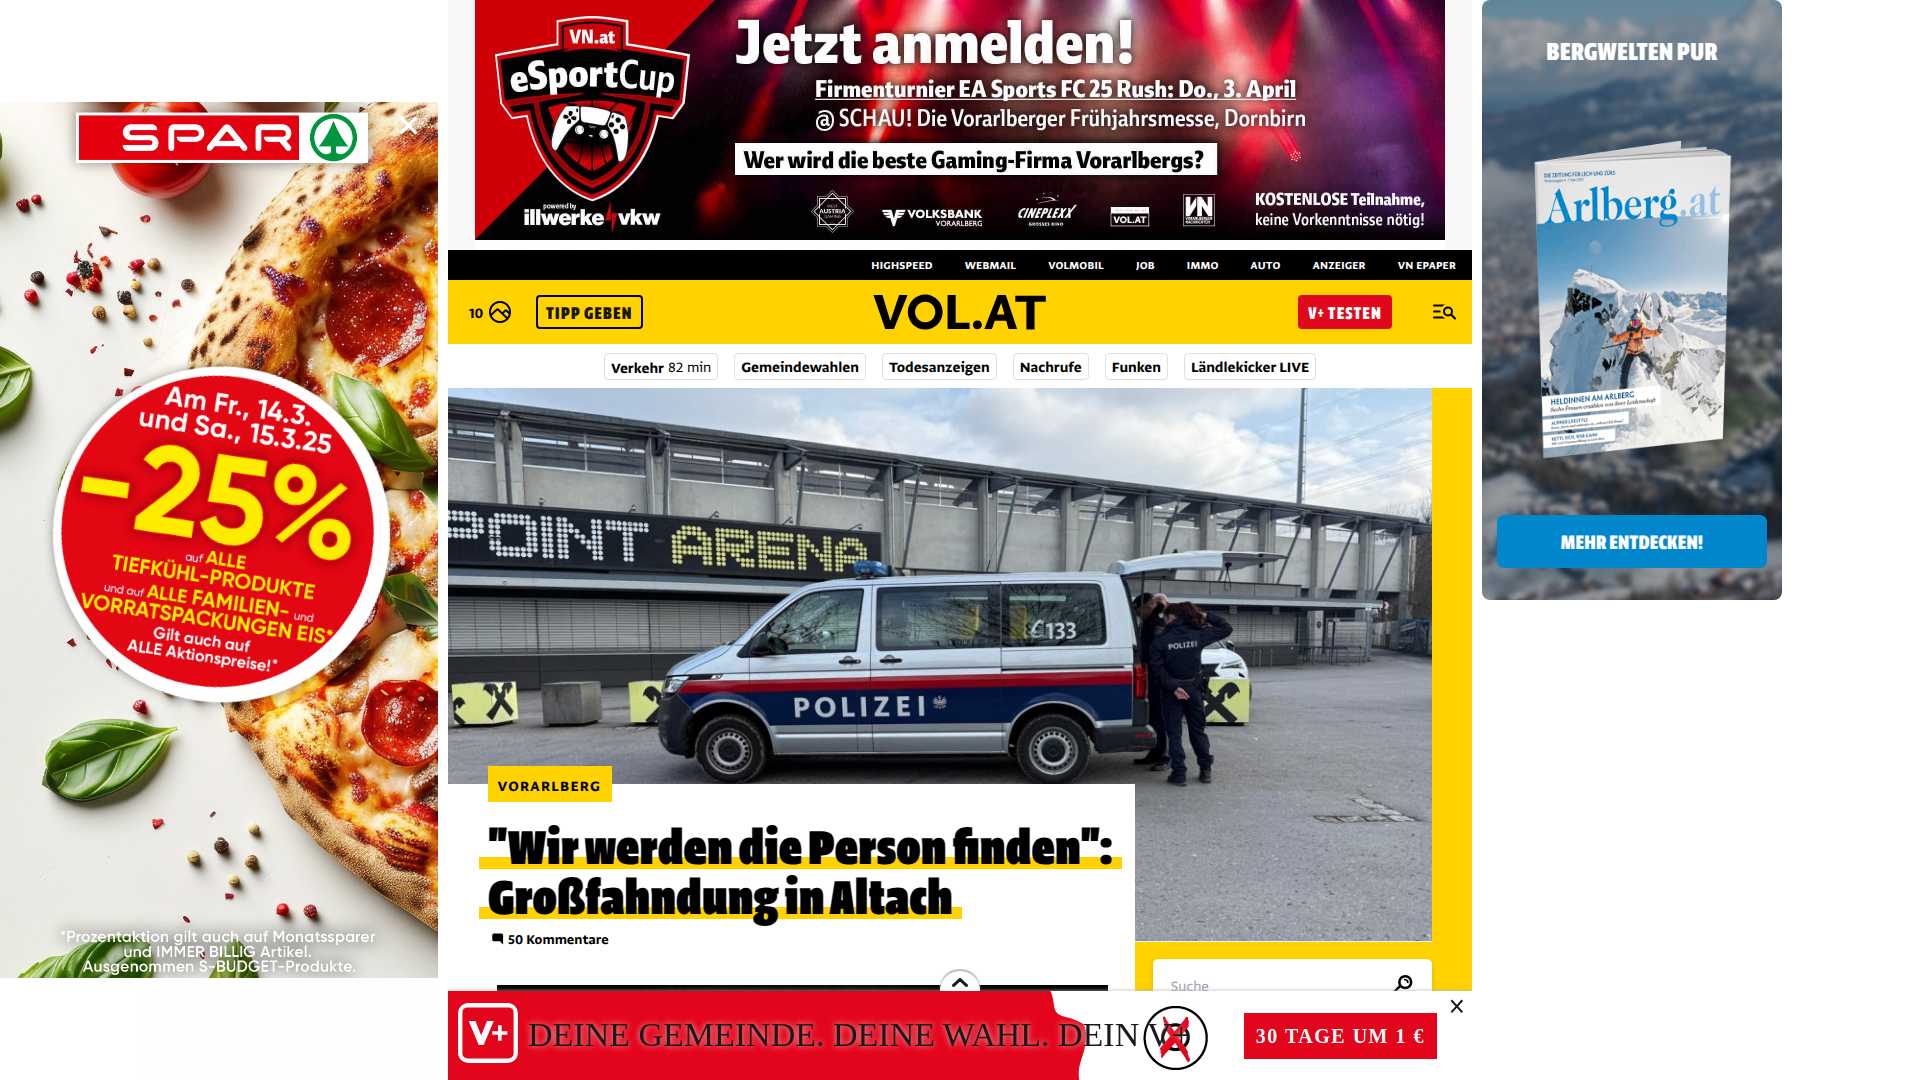 VN.at
eSportCup
powered by
illwerke vkw
Jetzt anmelden!
Firmenturnier EA Sports FC 25 Rush: Do., 3. April
@ SCHAU! Die Vorarlberger Frühjahrsmesse, Dornbirn
Wer wird die beste Gaming-Firma Vorarlbergs?
VOLKSBANK
VORARLBERG
CINEPLEXX
VOL.AT
VN
KOSTENLOSE Teilnahme,
keine Vorkenntnisse nötig!
SPAR
Am Fr., 14.3.
und Sa., 15.3.25
-25%
auf ALLE
TIEFKÜHL-PRODUKTE
und auf ALLE FAMILIEN- und
VORRATSPACKUNGEN EIS*
Gilt auch auf
ALLE Aktionspreise!*
*Prozentaktion gilt auch auf Monatssparer
und IMMER BILLIG Artikel.
Ausgenommen S-BUDGET-Produkte.
HIGHSPEED WEBMAIL VOLMOBIL JOB IMMO AUTO ANZEIGER VN EPAPER
10 TIPP GEBEN VOL.AT V+ TESTEN
Verkehr 82 min Gemeindewahlen Todesanzeigen Nachrufe Funken Ländlekicker LIVE
POINT ARENA
133
POLIZEI
POLIZEI
VORARLBERG
"Wir werden die Person finden":
Großfahndung in Altach
50 Kommentare
Suche
V+ DEINE GEMEINDE. DEINE WAHL. DEIN V+
30 TAGE UM 1 €
BERGWELTEN PUR
Arlberg.at
HELDINNEN AM ARLBERG
MEHR ENTDECKEN!